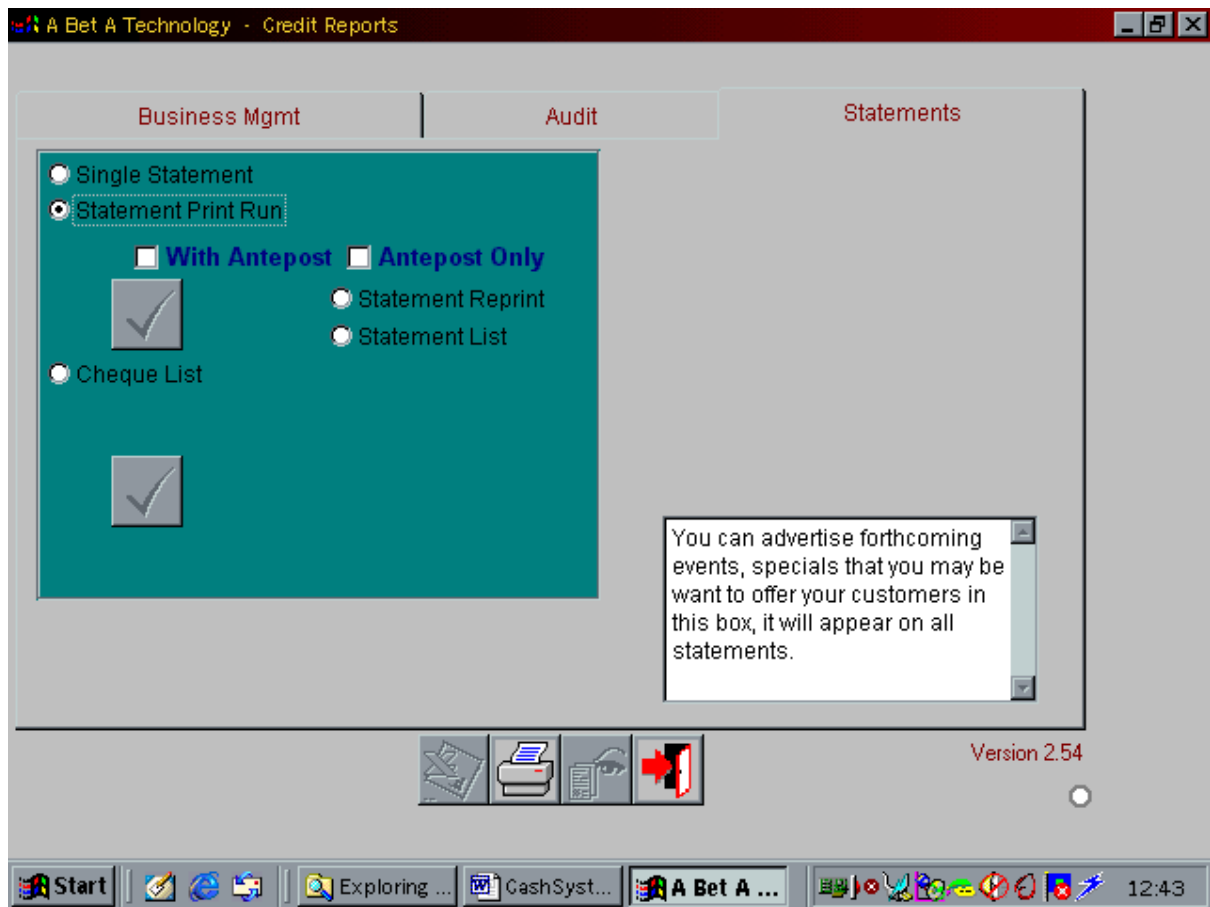 A Bet A Technology - Credit Reports
Business Mgmt
Audit
Statements
Single Statement
Statement Print Run
With Antepost
Antepost Only
Statement Reprint
Statement List
Cheque List
You can advertise forthcoming
events, specials that you may be
want to offer your customers in
this box, it will appear on all
statements.
Version 2.54
Start
Exploring ...
CashSyst...
A Bet A ...
12:43